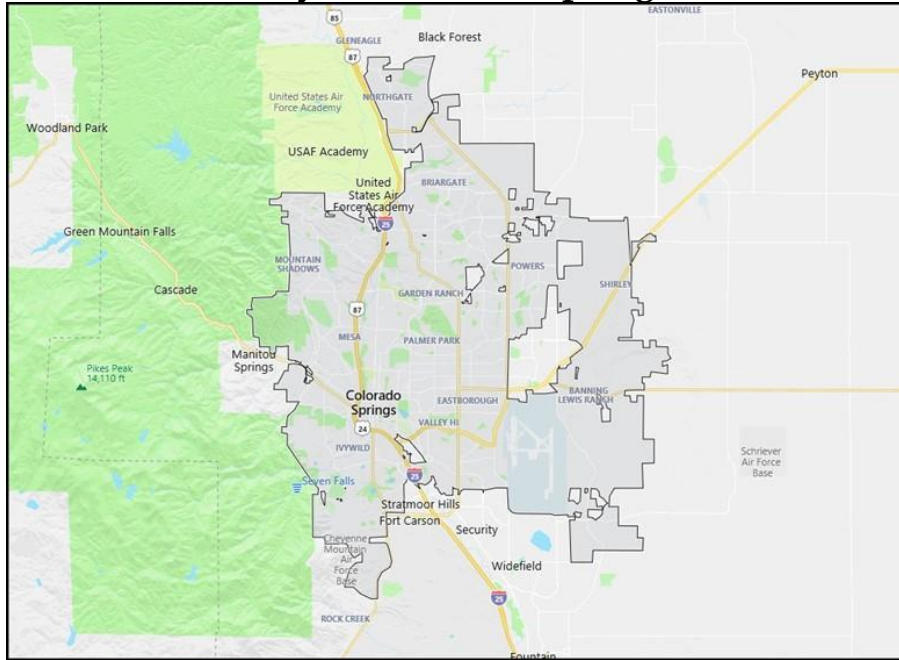 85
EASTONVILLE
GLENEAGLE
Black Forest
87
Peyton
United States Air
Force Academy
NORTHGATE
Woodland Park
USAF Academy
United
States Air
Force Academy
BRIARGATE
25
Green Mountain Falls
MOUNTAIN
SHADOWS
POWERS
SHIRLEY
Cascade
GARDEN RANCH
87
MESA
PALMER PARK
Manitou
Springs
Pikes Peak
14,110 ft
Colorado
Springs
EASTBOROUGH
BANNING
LEWIS RANCH
VALLEY HI
24
IVYWILD
Schriever
Air Force
Base
25
Seven Falls
Stratmoor Hills
Fort Carson
Security
Cheyenne
Mountain
Air
Force
Base
Widefield
25
ROCK CREEK
Fountain